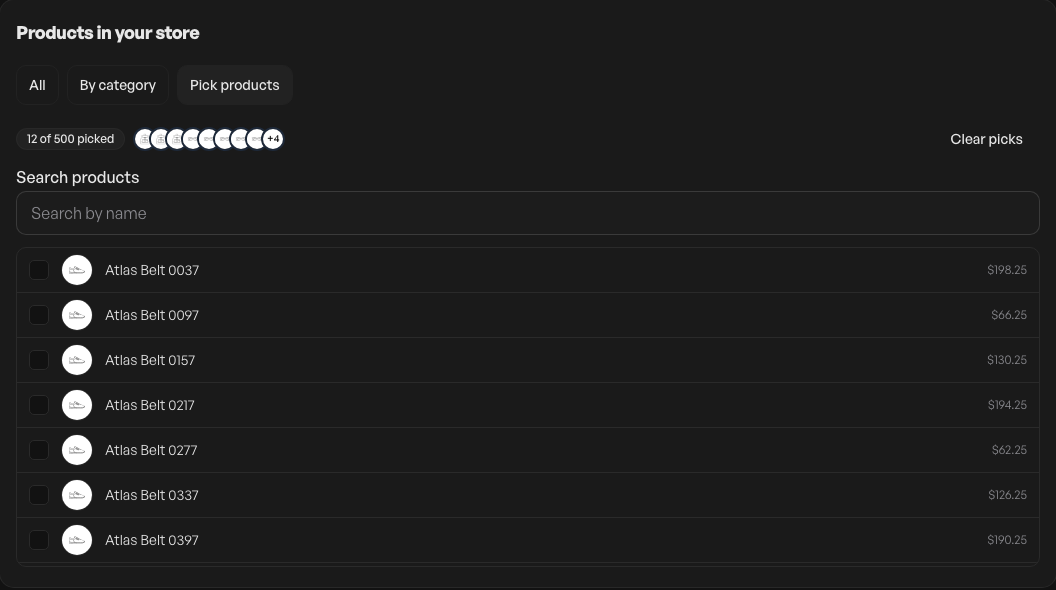 Products in your store
All By category Pick products
12 of 500 picked +4 Clear picks
Search products
Search by name
Atlas Belt 0037 $198.25
Atlas Belt 0097 $66.25
Atlas Belt 0157 $130.25
Atlas Belt 0217 $194.25
Atlas Belt 0277 $62.25
Atlas Belt 0337 $126.25
Atlas Belt 0397 $190.25